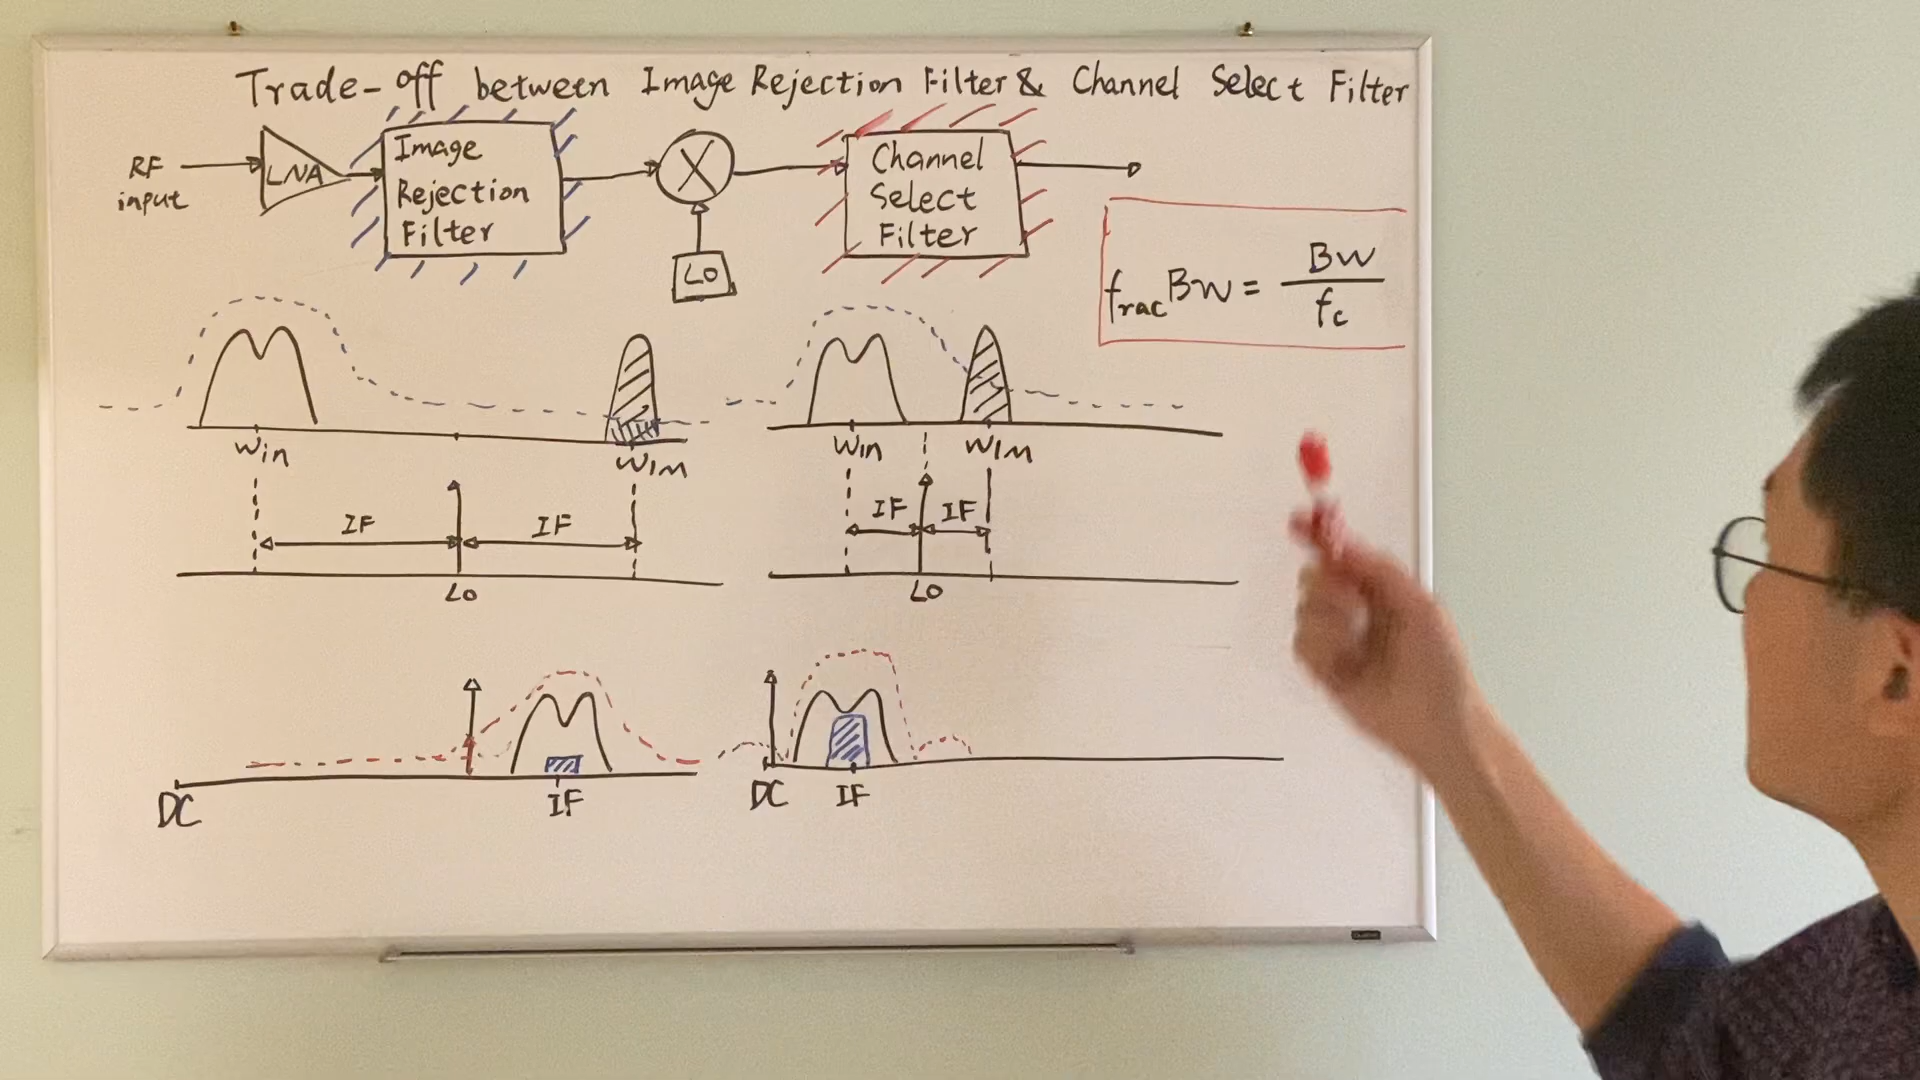 Trade-off between Image Rejection Filter & Channel Select Filter
RF input
LNA
Image
Rejection
Filter
X
LO
Channel
Select
Filter
frac BW = BW / fc
Win
WIM
Win
WIM
IF
IF
IF
IF
LO
LO
DC
IF
DC
IF